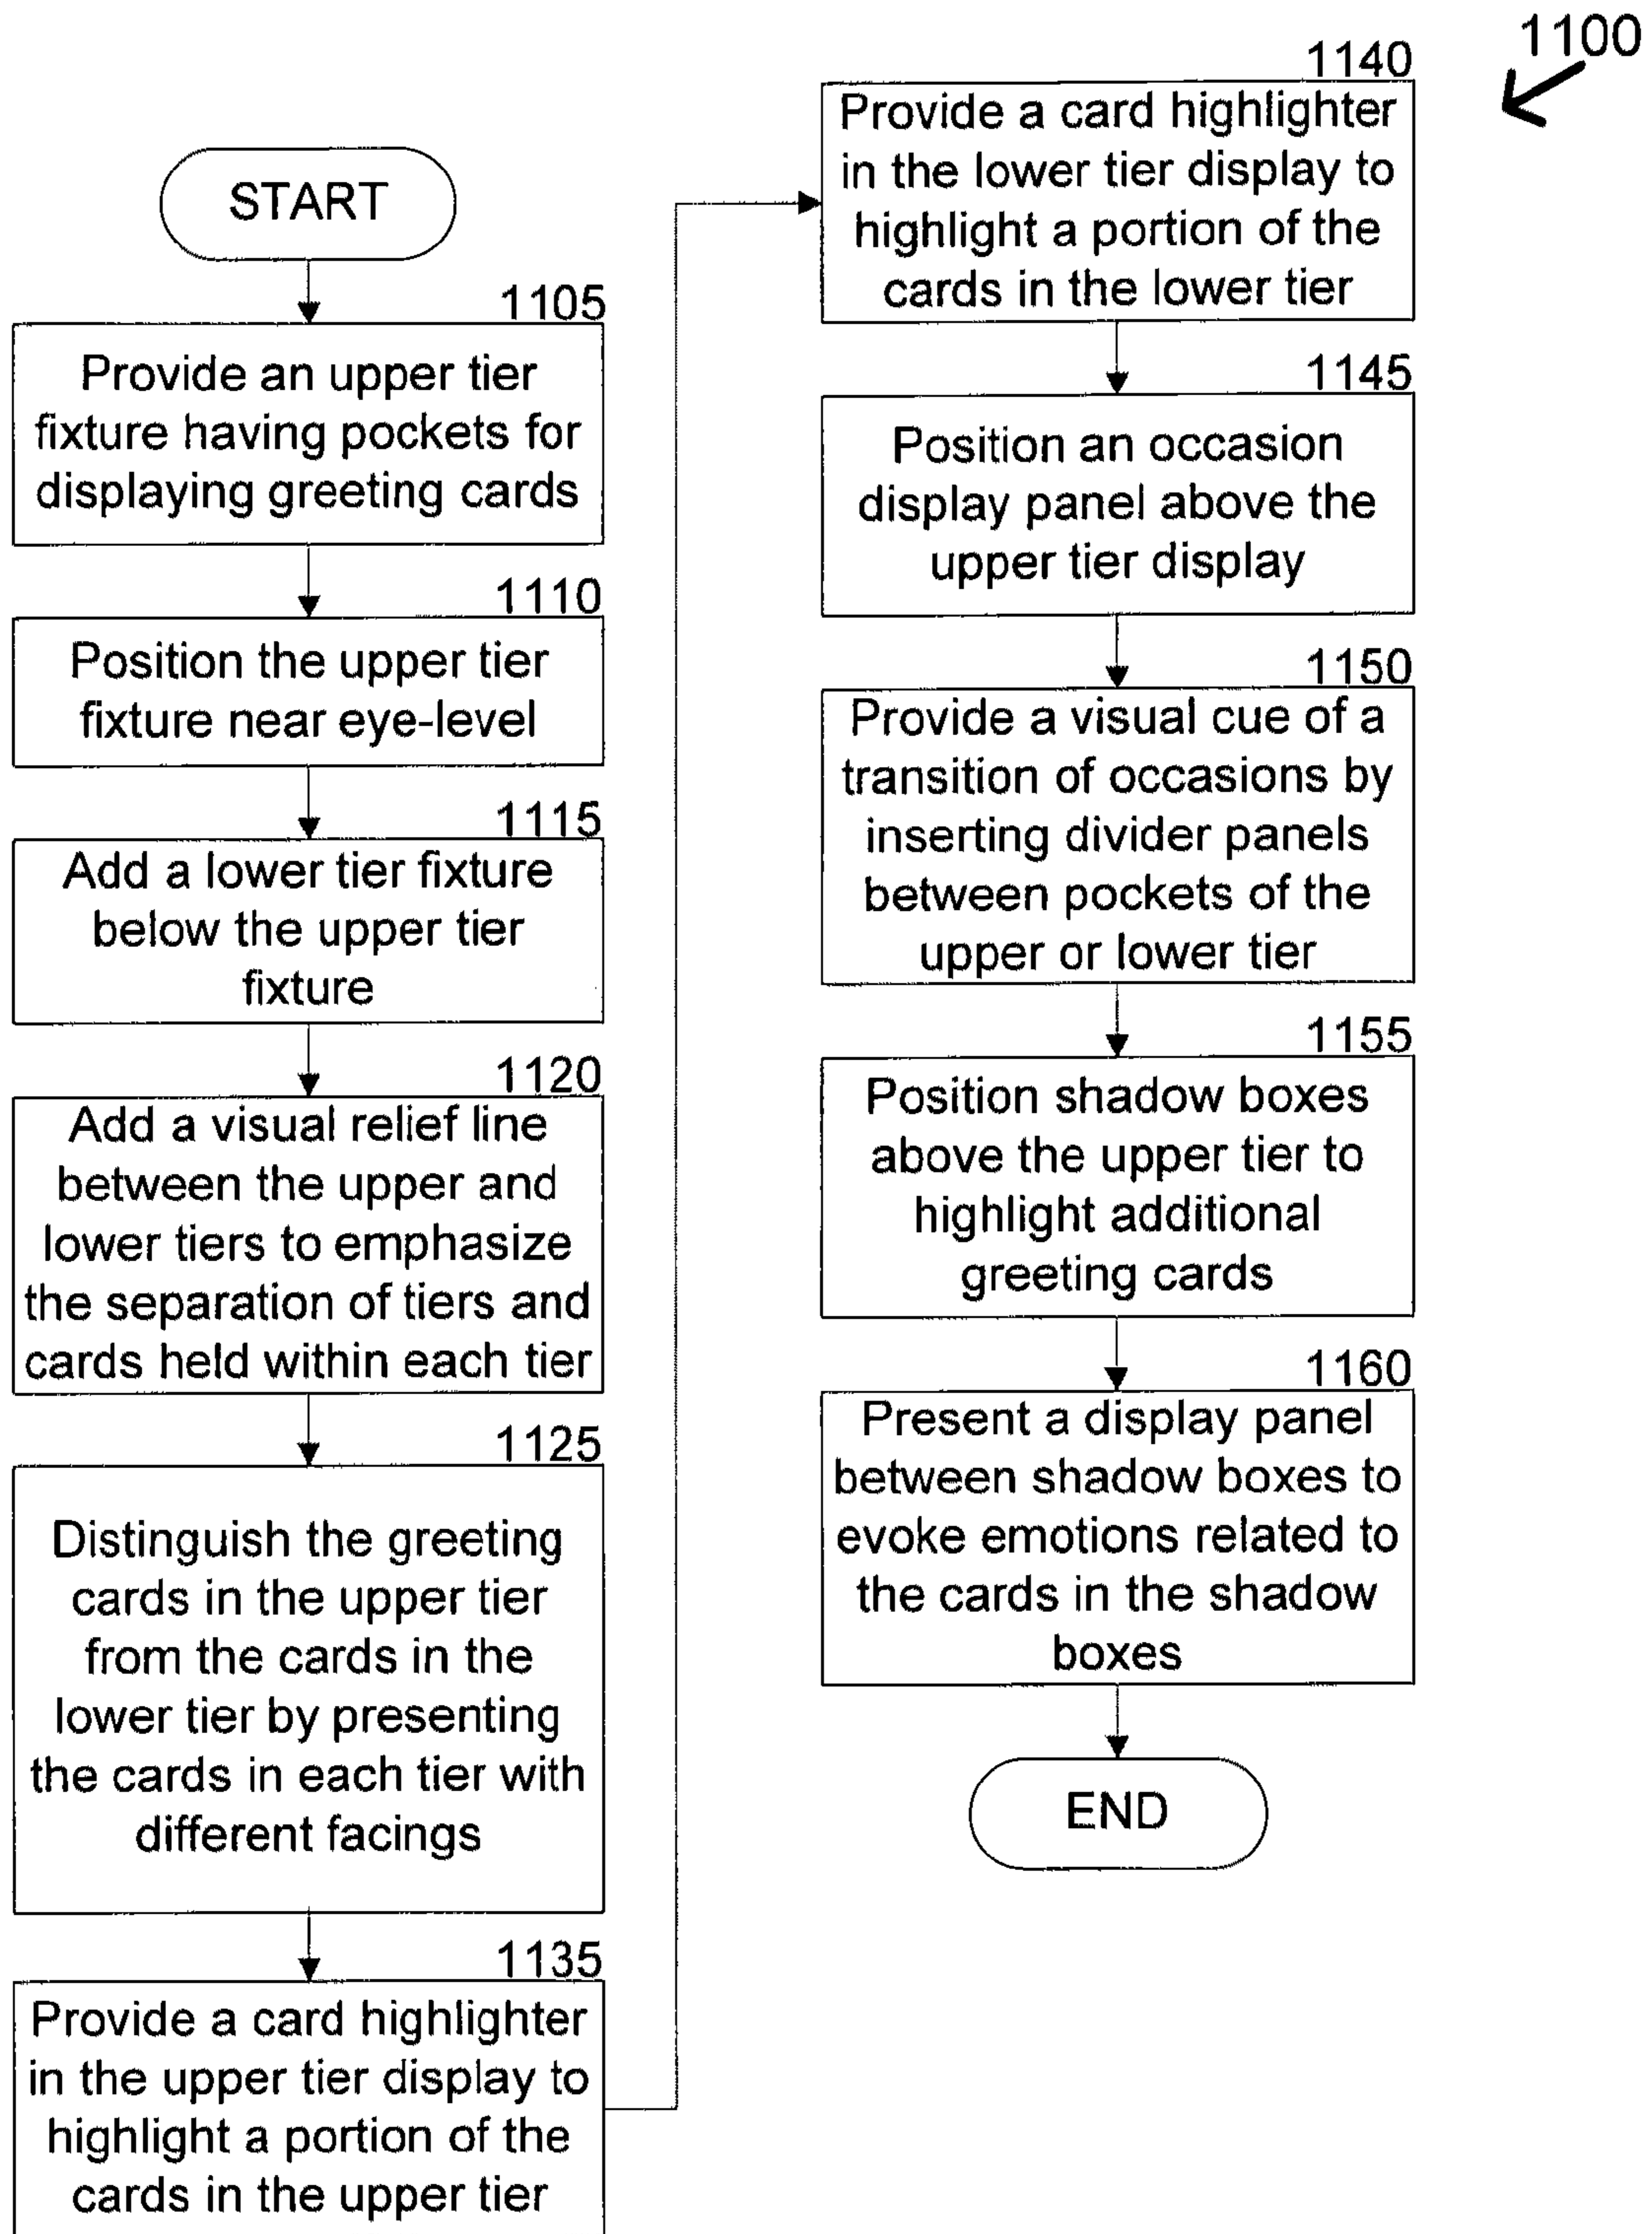 1100
START
1105
Provide an upper tier
fixture having pockets for
displaying greeting cards
1110
Position the upper tier
fixture near eye-level
1115
Add a lower tier fixture
below the upper tier
fixture
1120
Add a visual relief line
between the upper and
lower tiers to emphasize
the separation of tiers and
cards held within each tier
1125
Distinguish the greeting
cards in the upper tier
from the cards in the
lower tier by presenting
the cards in each tier with
different facings
1135
Provide a card highlighter
in the upper tier display to
highlight a portion of the
cards in the upper tier
1140
Provide a card highlighter
in the lower tier display to
highlight a portion of the
cards in the lower tier
1145
Position an occasion
display panel above the
upper tier display
1150
Provide a visual cue of a
transition of occasions by
inserting divider panels
between pockets of the
upper or lower tier
1155
Position shadow boxes
above the upper tier to
highlight additional
greeting cards
1160
Present a display panel
between shadow boxes to
evoke emotions related to
the cards in the shadow
boxes
END